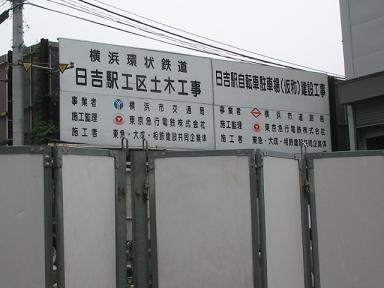 横浜環状鉄道
日吉駅工区土木工事
事業者 横浜市交通局
施工監理 東京急行電鉄株式会社
施工者 東急・大成・相鉄建設共同企業体
日吉駅自転車駐車場(仮称)建設工事
事業者 横浜市道路局
施工監理 東京急行電鉄株式会社
施工者 東急・大成・相鉄建設共同企業体